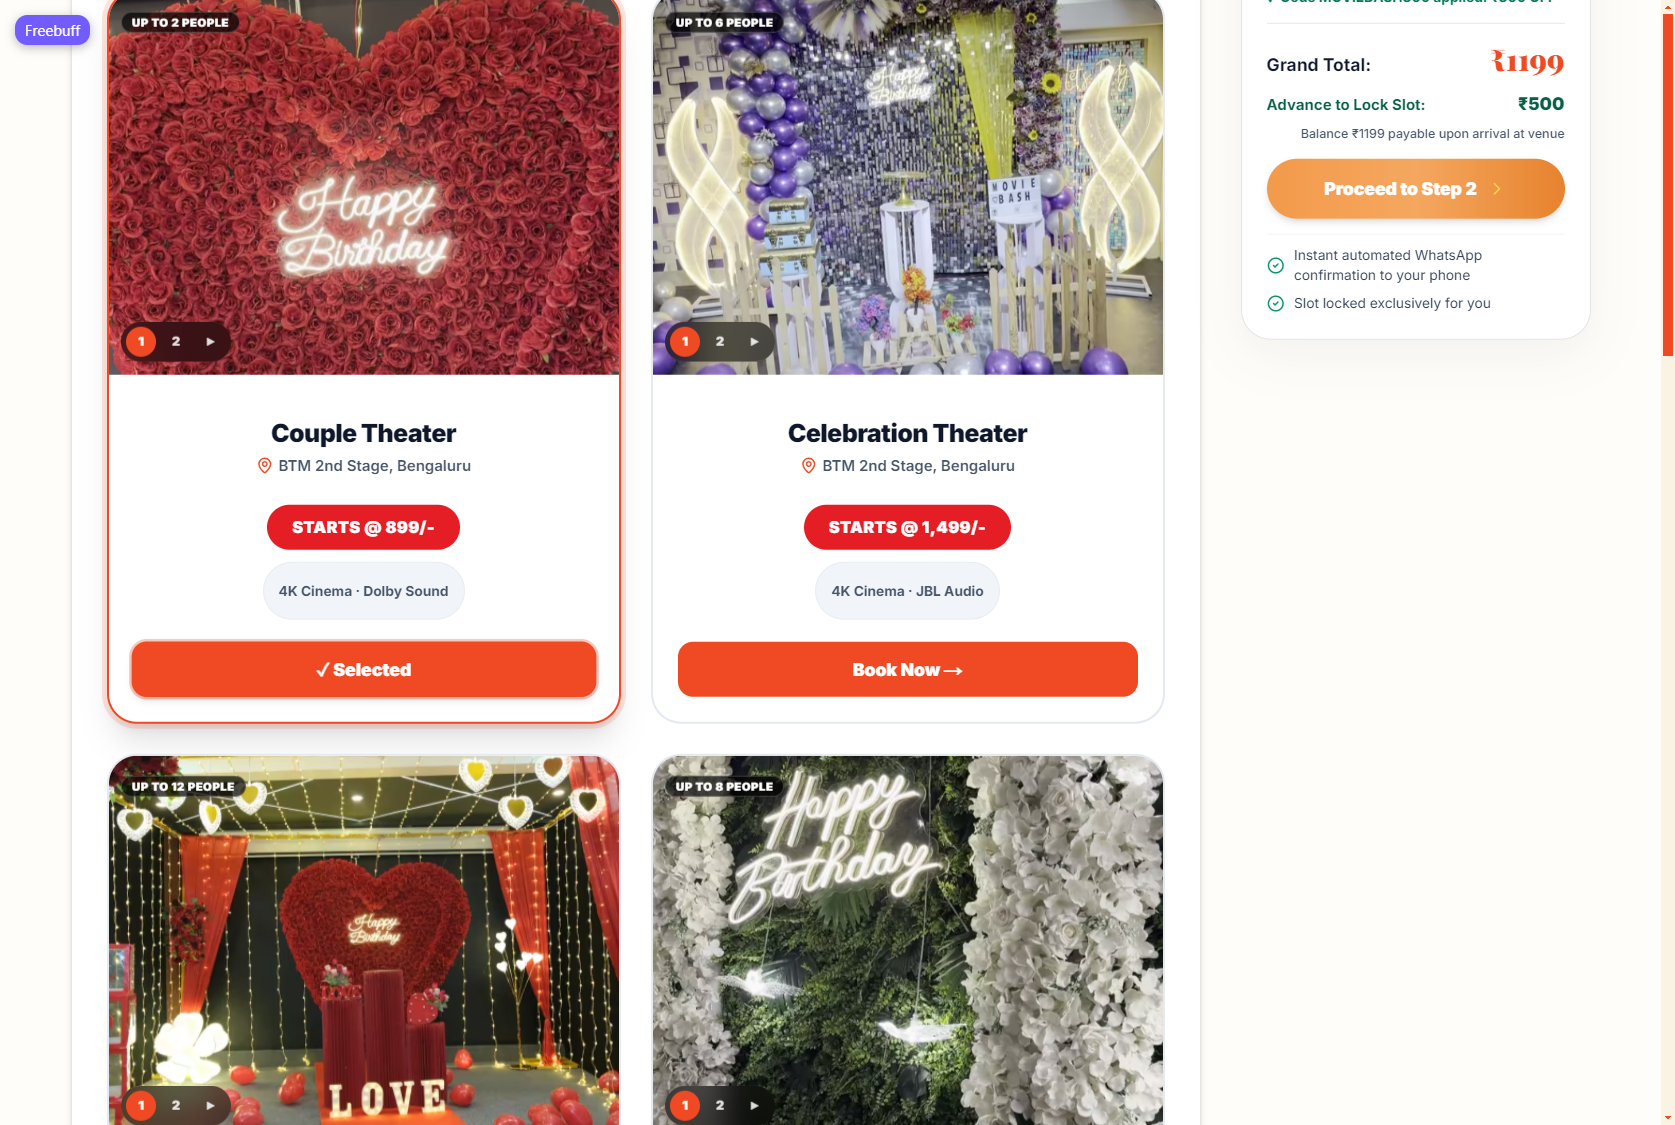 Freebuff
UP TO 2 PEOPLE
Happy
Birthday
1 2 ▶
Couple Theater
BTM 2nd Stage, Bengaluru
STARTS @ 899/-
4K Cinema · Dolby Sound
✓ Selected
UP TO 6 PEOPLE
Happy
Birthday
MOVIE
BASH
1 2 ▶
Celebration Theater
BTM 2nd Stage, Bengaluru
STARTS @ 1,499/-
4K Cinema · JBL Audio
Book Now →
UP TO 12 PEOPLE
Happy
Birthday
LOVE
1 2 ▶
UP TO 8 PEOPLE
Happy
Birthday
1 2 ▶
Grand Total: ₹1199
Advance to Lock Slot: ₹500
Balance ₹1199 payable upon arrival at venue
Proceed to Step 2 >
Instant automated WhatsApp
confirmation to your phone
Slot locked exclusively for you